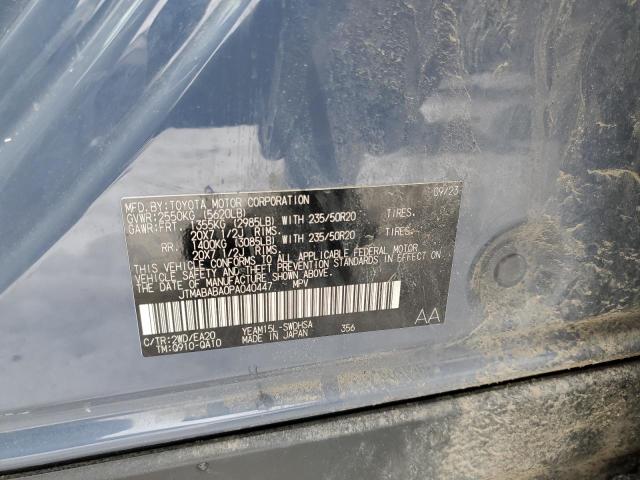 MFD.BY:TOYOTA MOTOR CORPORATION 09/23
GVWR:2550KG (5620LB)
GAWR:FRT. 1355KG (2985LB) WITH 235/50R20 TIRES,
20X7 1/2J RIMS,
RR. 1400KG (3085LB) WITH 235/50R20 TIRES,
20X7 1/2J RIMS.
THIS VEHICLE CONFORMS TO ALL APPLICABLE FEDERAL MOTOR
VEHICLE SAFETY AND THEFT PREVENTION STANDARDS IN EFFECT ON
THE DATE OF MANUFACTURE SHOWN ABOVE.
JTMABABA0PA040447 MPV
C/TR:2WD/EA20 YEAM15L-SWDHSA 356 AA
TM:Q910-QA10 MADE IN JAPAN